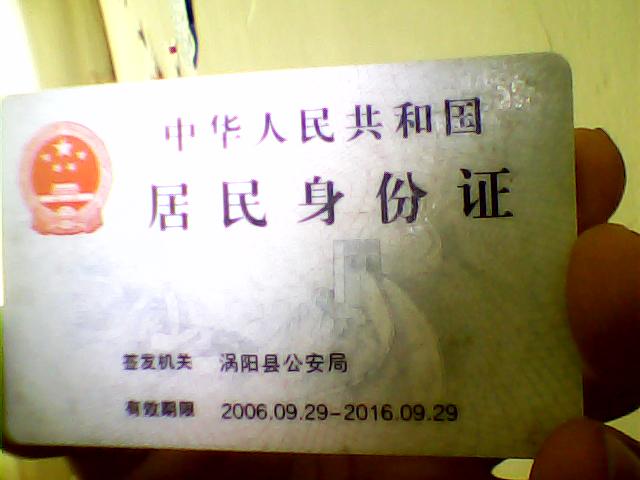 中华人民共和国
居民身份证
签发机关 涡阳县公安局
有效期限 2006.09.29-2016.09.29